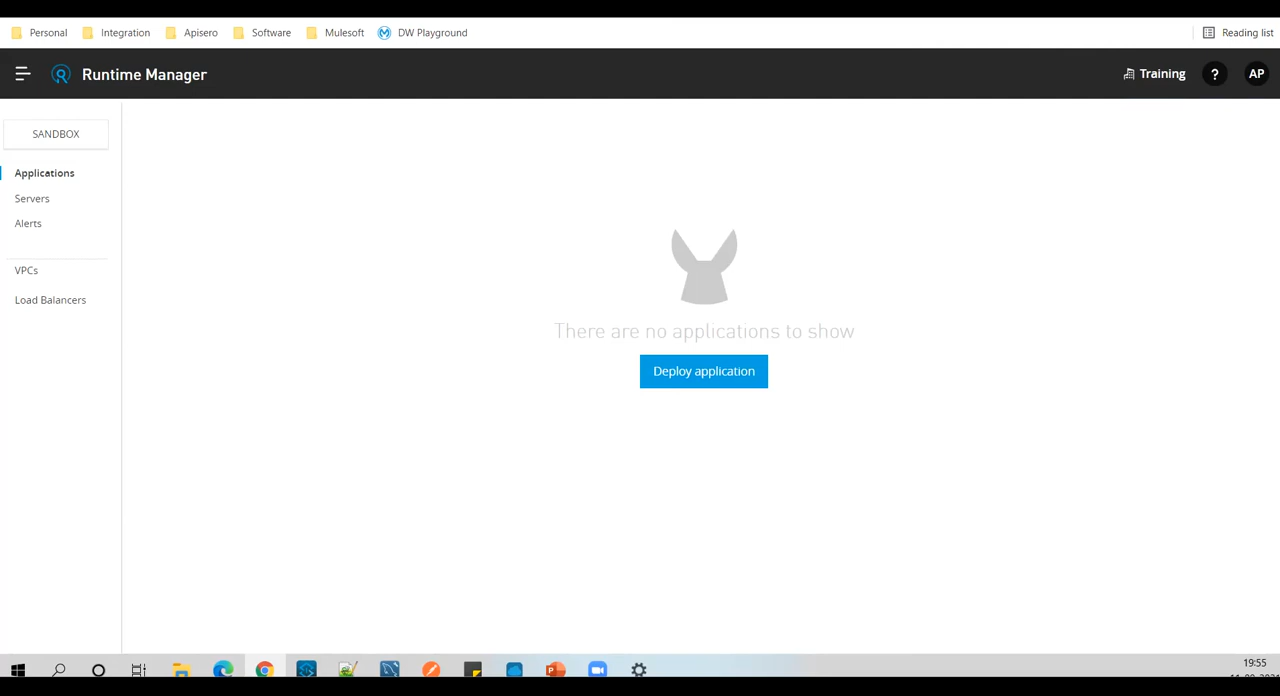 Personal Integration Apisero Software Mulesoft DW Playground Reading list
Runtime Manager Training ? AP
SANDBOX
Applications
Servers
Alerts
VPCs
Load Balancers
There are no applications to show
Deploy application
19:55